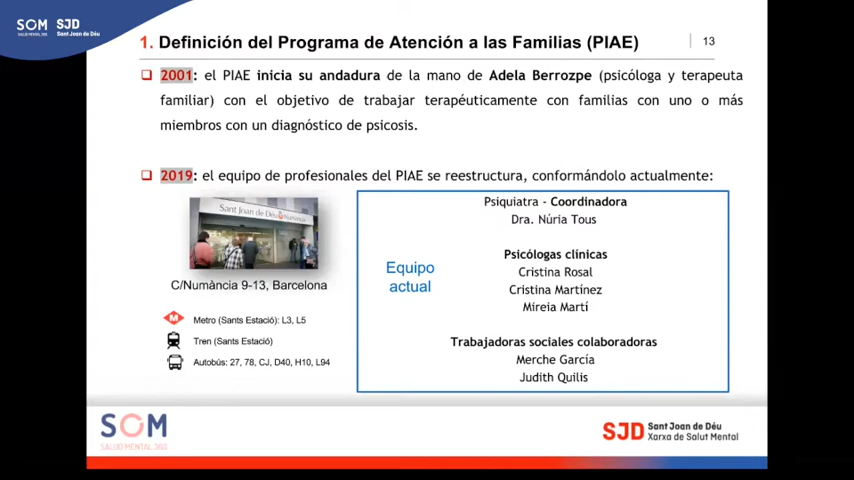 SOM
SALUD MENTAL 360
SJD
Sant Joan de Déu
1. Definición del Programa de Atención a las Familias (PIAE)
13
2001: el PIAE inicia su andadura de la mano de Adela Berrozpe (psicóloga y terapeuta
familiar) con el objetivo de trabajar terapéuticamente con familias con uno o más
miembros con un diagnóstico de psicosis.
2019: el equipo de profesionales del PIAE se reestructura, conformándolo actualmente:
Sant Joan de Déu Numància
C/Numància 9-13, Barcelona
M
Metro (Sants Estació): L3, L5
Tren (Sants Estació)
Autobús: 27, 78, CJ, D40, H10, L94
Equipo
actual
Psiquiatra - Coordinadora
Dra. Núria Tous
Psicólogas clínicas
Cristina Rosal
Cristina Martínez
Mireia Martí
Trabajadoras sociales colaboradoras
Merche García
Judith Quilis
SOM
SALUD MENTAL 360
SJD
Sant Joan de Déu
Xarxa de Salut Mental